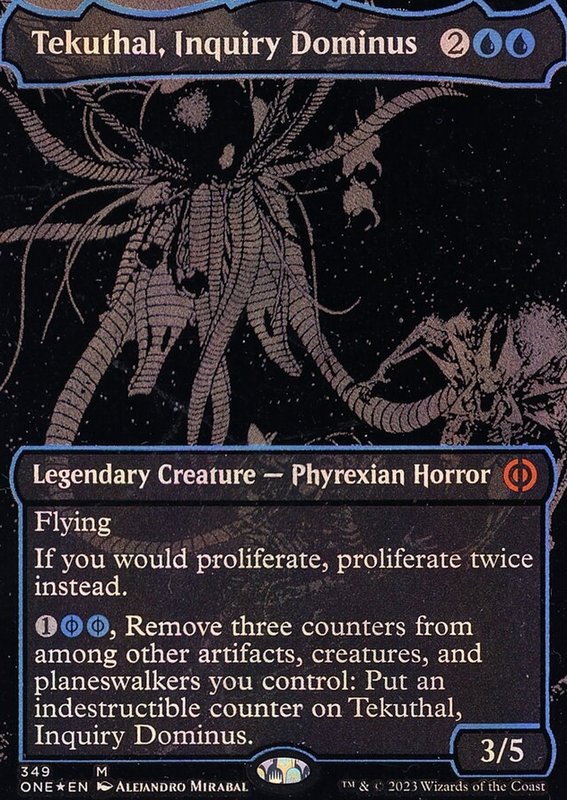 Tekuthal, Inquiry Dominus 2
Legendary Creature — Phyrexian Horror
Flying
If you would proliferate, proliferate twice
instead.
1, Remove three counters from
among other artifacts, creatures, and
planeswalkers you control: Put an
indestructible counter on Tekuthal,
Inquiry Dominus.
3/5
349 M
ONE★EN Alejandro Mirabal
™ & © 2023 Wizards of the Coast